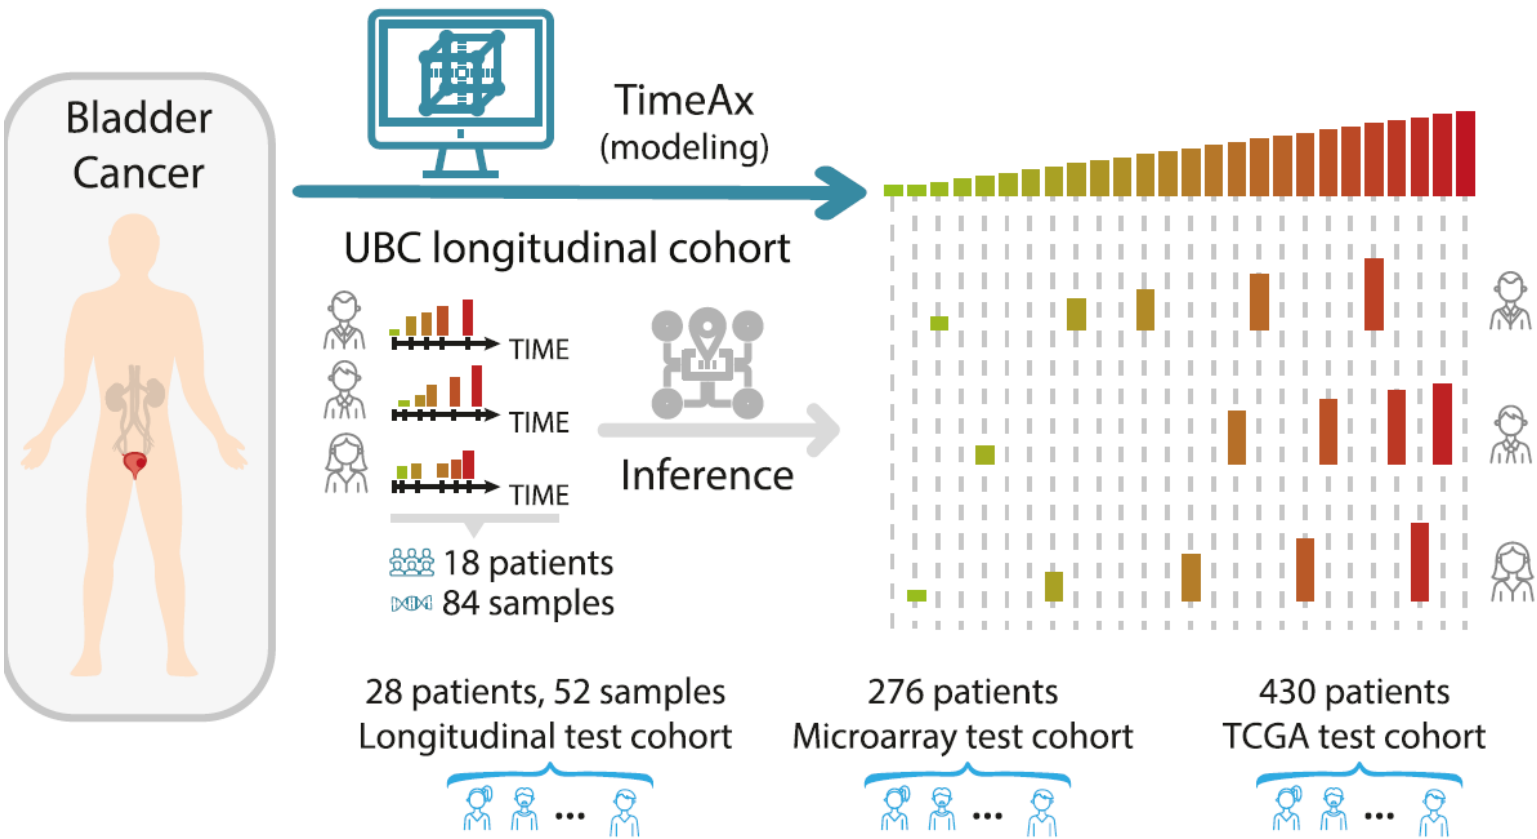 Bladder
Cancer
TimeAx
(modeling)
UBC longitudinal cohort
TIME
TIME
TIME
Inference
18 patients
84 samples
28 patients, 52 samples
Longitudinal test cohort
276 patients
Microarray test cohort
430 patients
TCGA test cohort